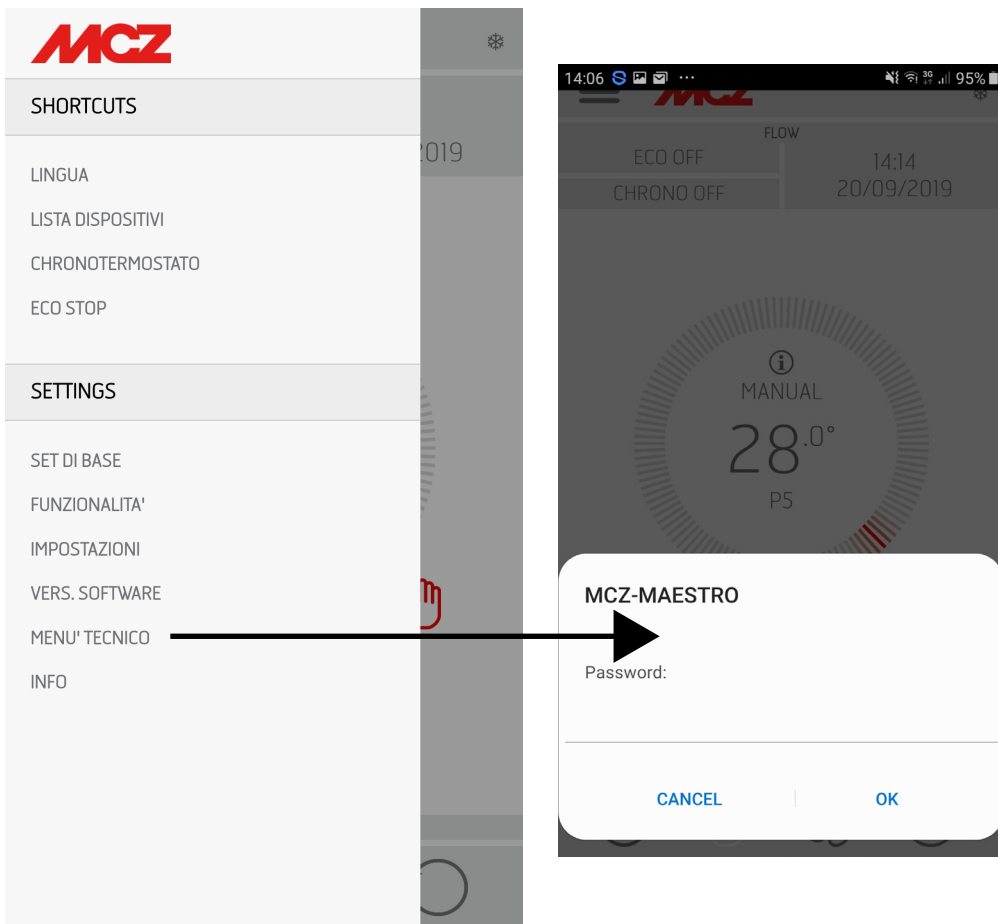 MCZ
SHORTCUTS
LINGUA
LISTA DISPOSITIVI
CHRONOTERMOSTATO
ECO STOP
SETTINGS
SET DI BASE
FUNZIONALITA'
IMPOSTAZIONI
VERS. SOFTWARE
MENU' TECNICO
INFO
2019
14:06 3G 95%
MCZ
FLOW
ECO OFF
CHRONO OFF
14:14
20/09/2019
MANUAL
28.0°
P5
MCZ-MAESTRO
Password:
CANCEL
OK